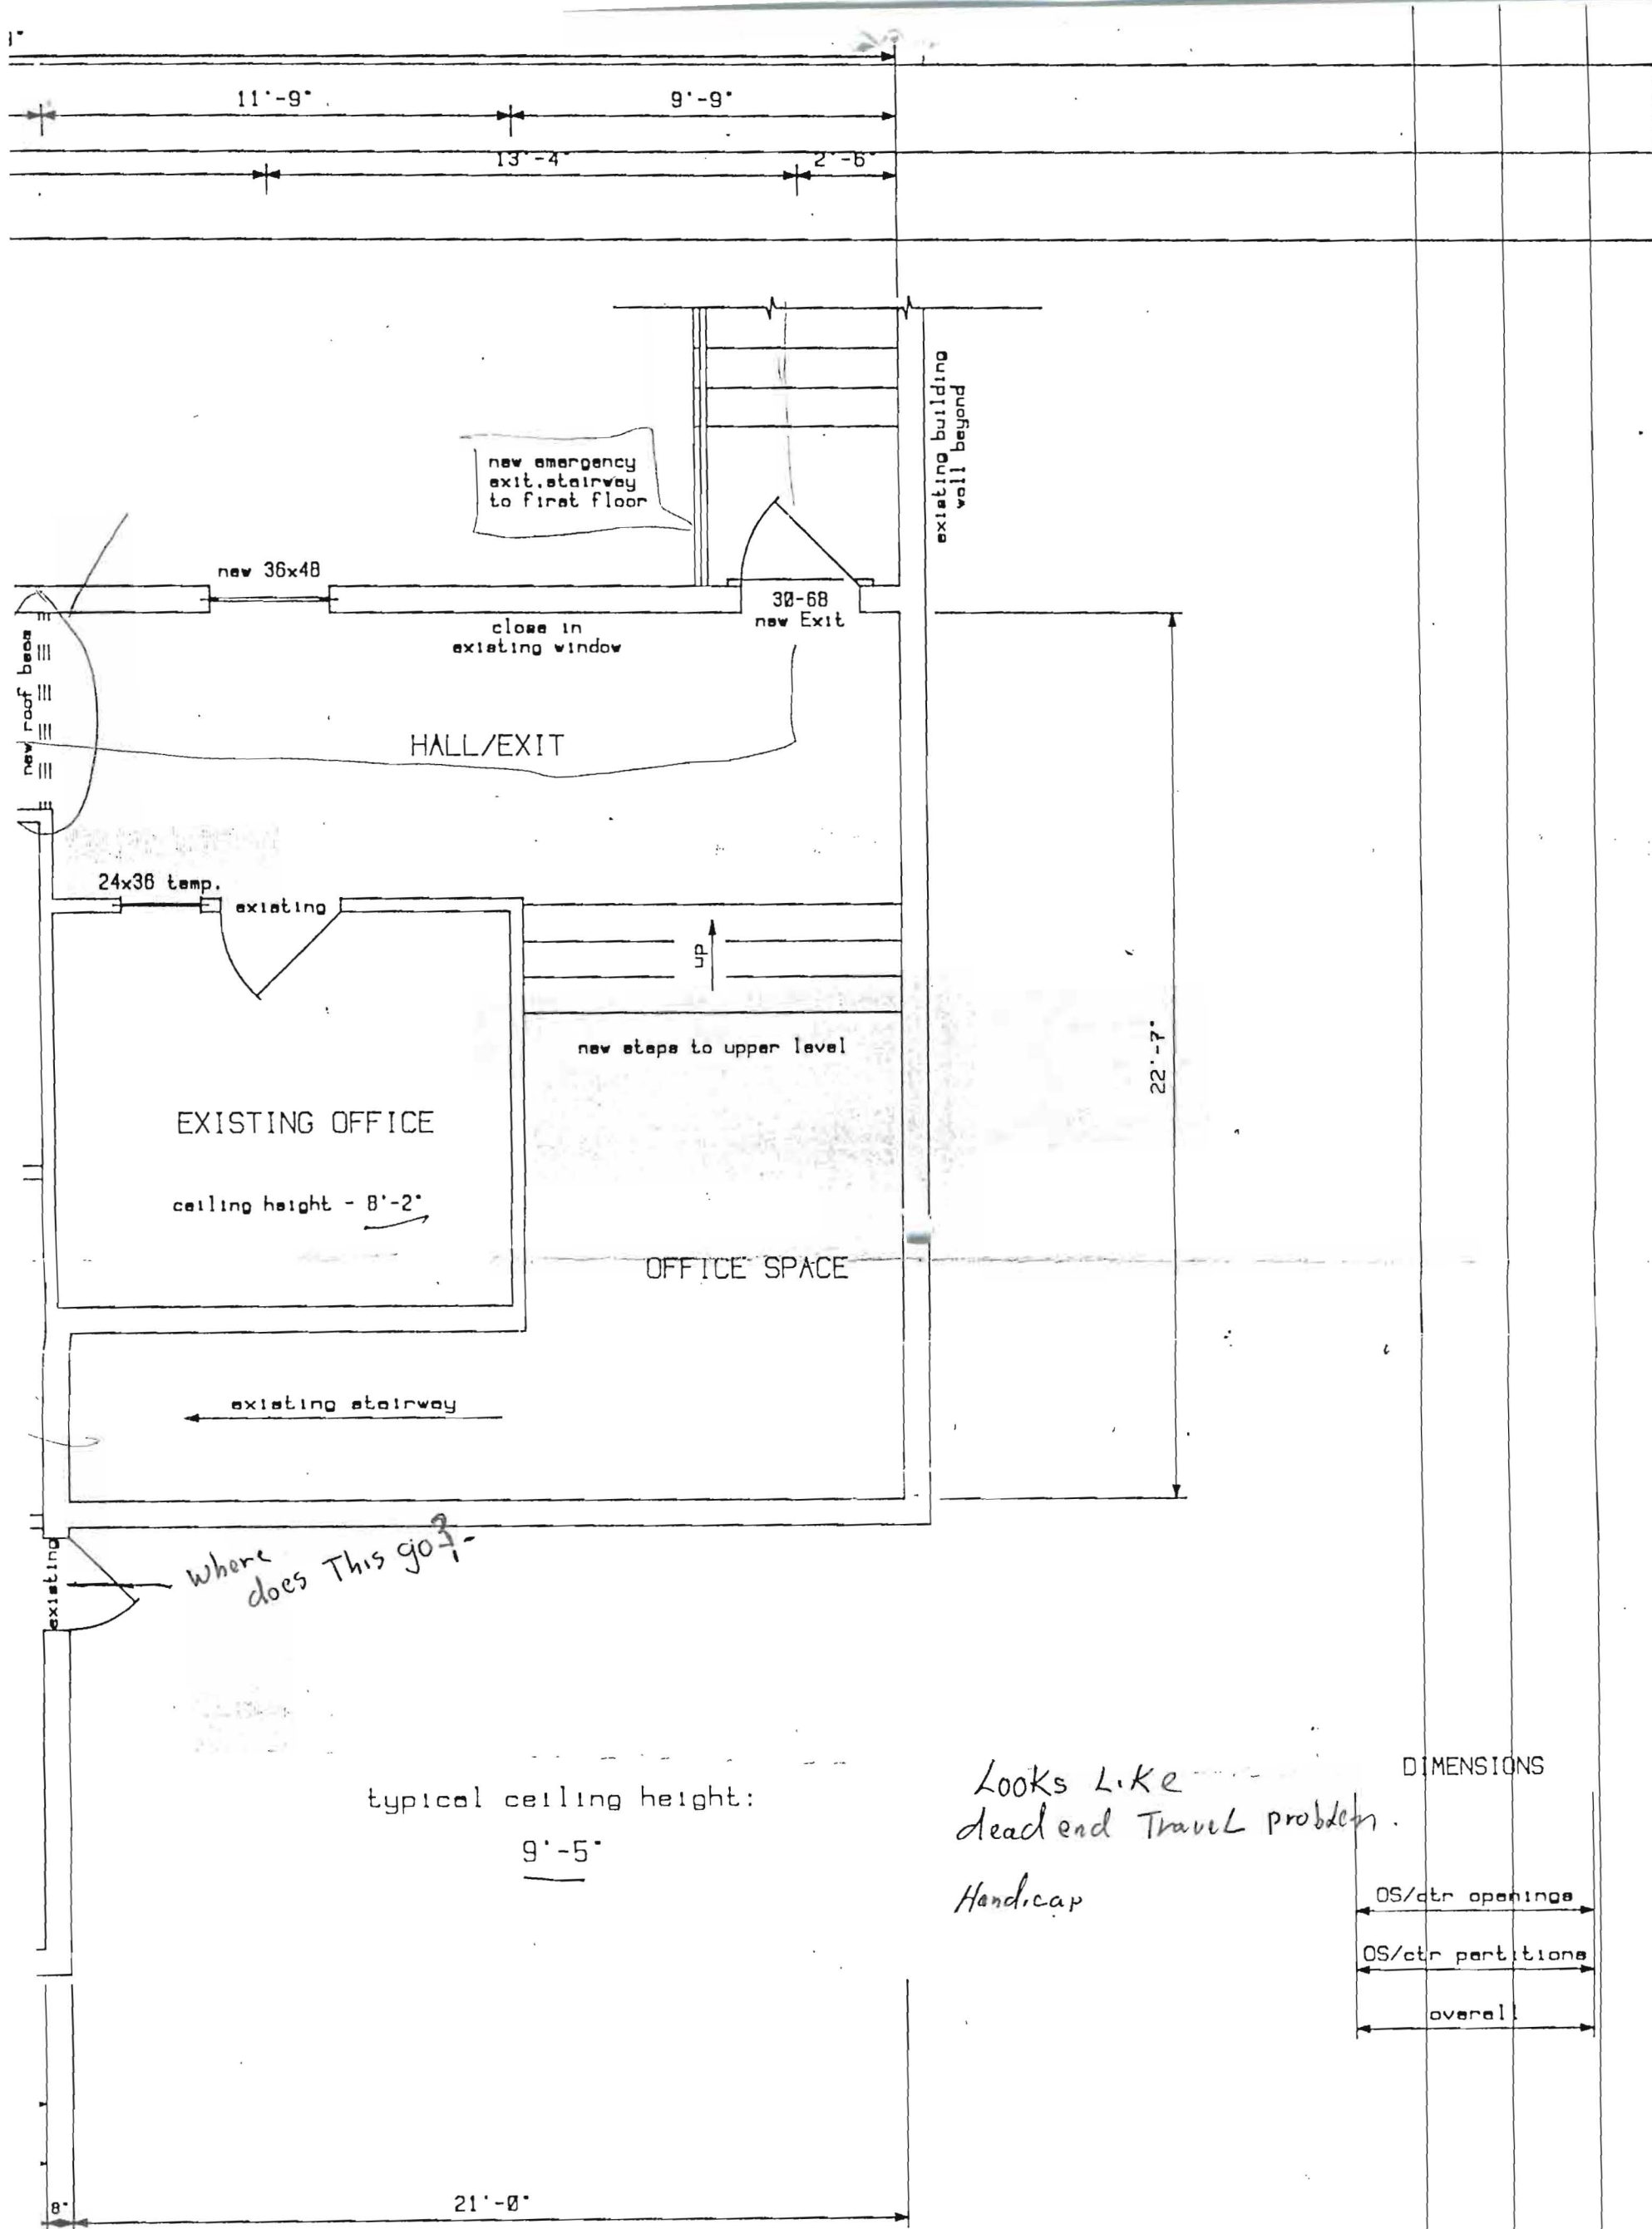 1"
11'-9"
9'-9"
13'-4"
2'-6"
existing building
wall beyond
new emergency
exit.stairway
to first floor
new 36x48
30-68
new Exit
close in
existing window
new roof beam
HALL/EXIT
24x36 temp.
existing
up
new steps to upper level
22'-7"
EXISTING OFFICE
ceiling height - 8'-2"
OFFICE SPACE
existing stairway
existing
where
does This go?
typical ceiling height:
9'-5"
Looks Like
dead end Travel problem.
Handicap
DIMENSIONS
OS/ctr openings
OS/ctr partitions
overall
8"
21'-0"